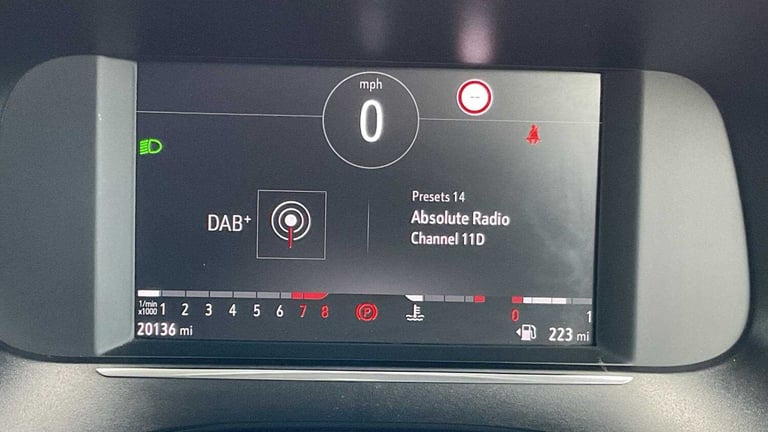 mph
0
--
Presets 14
DAB+
Absolute Radio
Channel 11D
1/min
x1000
1 2 3 4 5 6 7 8
P
0 1
20136 mi
223 mi